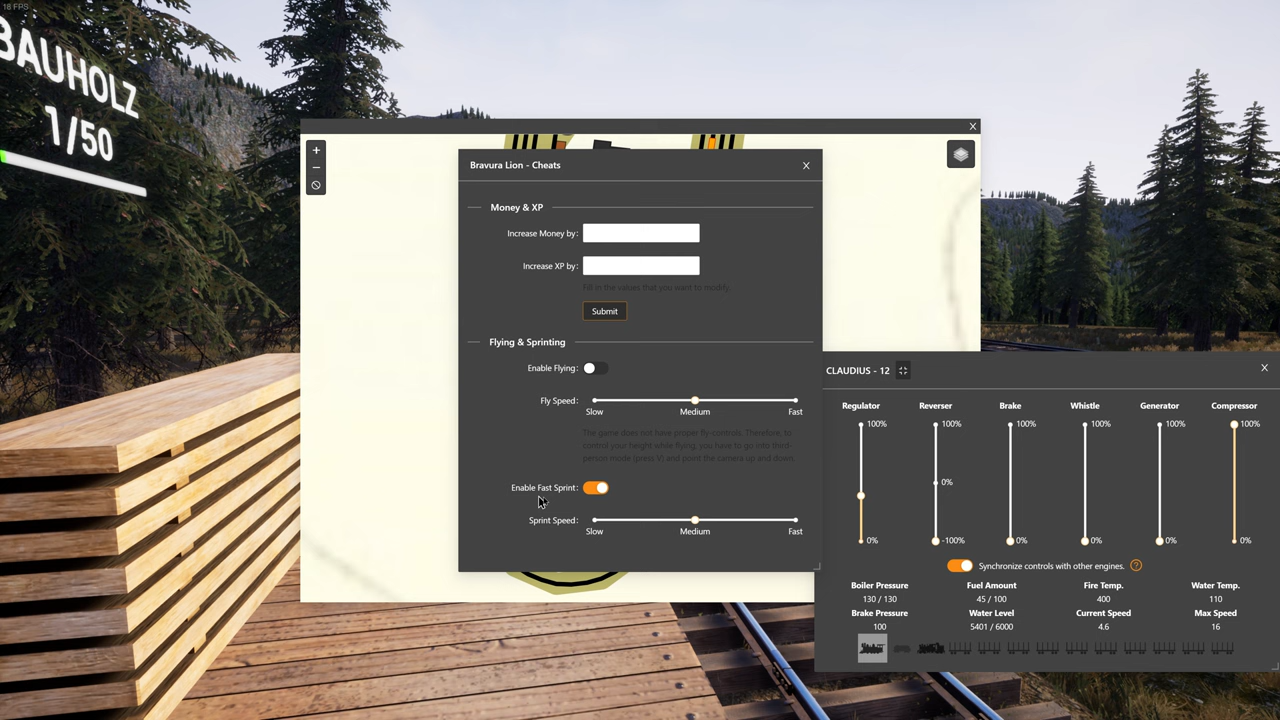 18 FPS
BAUHOLZ
1/50
X
+
−
Bravura Lion - Cheats
X
Money & XP
Increase Money by:
Increase XP by:
Fill in the values that you want to modify.
Submit
Flying & Sprinting
Enable Flying:
Fly Speed:
Slow Medium Fast
The game does not have proper fly-controls. Therefore, to
control your height while flying, you have to go into third-
person mode (press V) and point the camera up and down.
Enable Fast Sprint:
Sprint Speed:
Slow Medium Fast
CLAUDIUS - 12
X
Regulator Reverser Brake Whistle Generator Compressor
100% 100% 100% 100% 100% 100%
0%
0% -100% 0% 0% 0% 0%
Synchronize controls with other engines. ?
Boiler Pressure Fuel Amount Fire Temp. Water Temp.
130 / 130 45 / 100 400 110
Brake Pressure Water Level Current Speed Max Speed
100 5401 / 6000 4.6 16